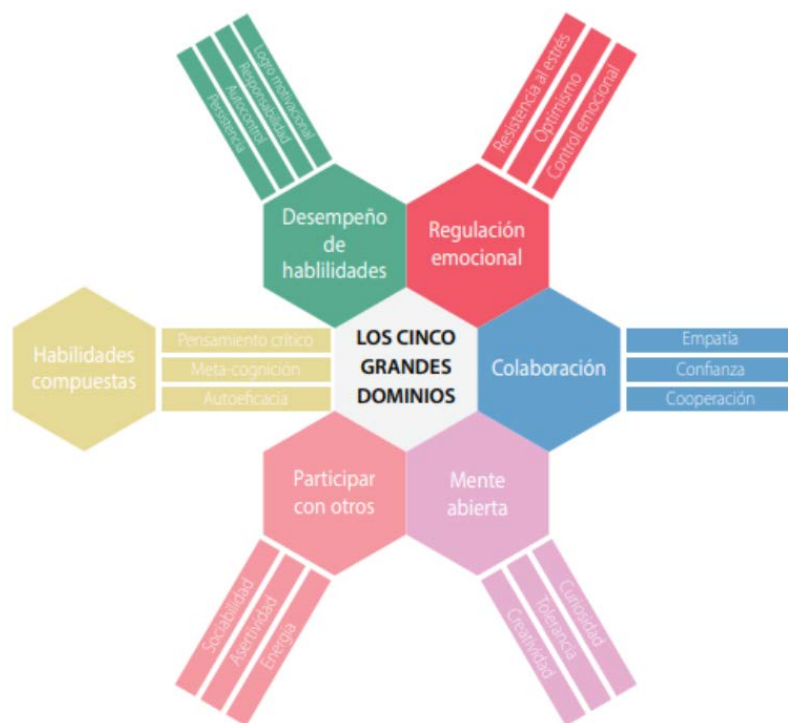 Logro motivacional
Responsabilidad
Autocontrol
Persistencia
Resistencia al estrés
Optimismo
Control emocional
Desempeño
de
hablilidades
Regulación
emocional
Habilidades
compuestas
Pensamiento crítico
Meta-cognición
Autoeficacia
LOS CINCO
GRANDES
DOMINIOS
Colaboración
Empatía
Confianza
Cooperación
Participar
con otros
Mente
abierta
Sociabilidad
Asertividad
Energía
Curiosidad
Tolerancia
Creatividad